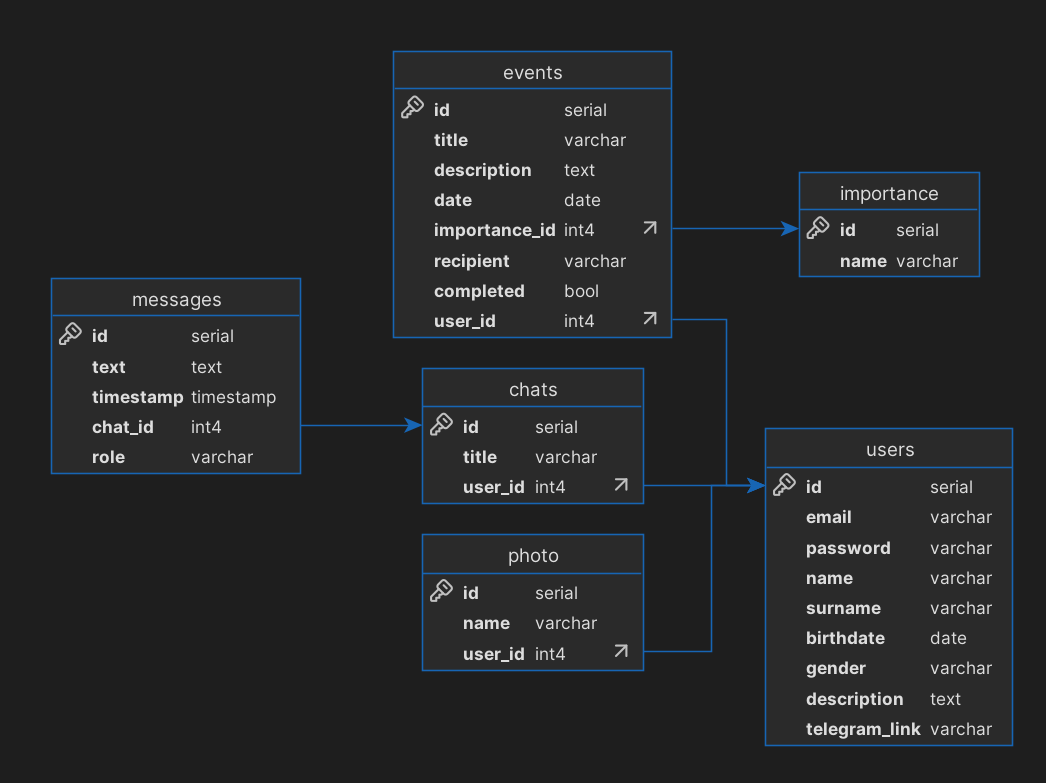 events
id serial
title varchar
description text
date date
importance_id int4
recipient varchar
completed bool
user_id int4
importance
id serial
name varchar
messages
id serial
text text
timestamp timestamp
chat_id int4
role varchar
chats
id serial
title varchar
user_id int4
users
id serial
email varchar
password varchar
name varchar
surname varchar
birthdate date
gender varchar
description text
telegram_link varchar
photo
id serial
name varchar
user_id int4